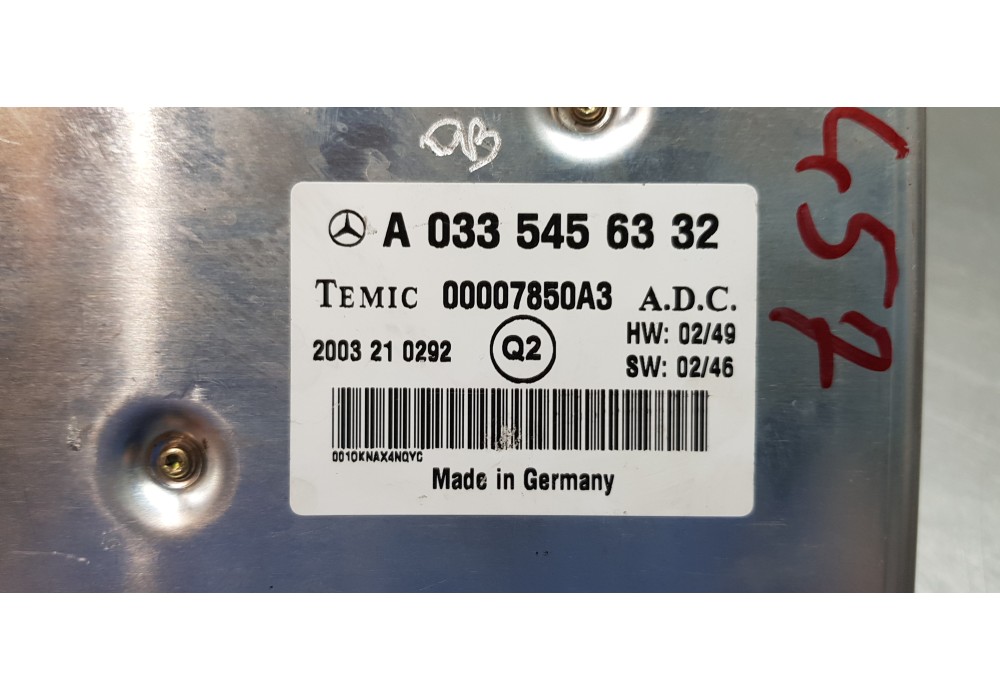 A 033 545 63 32
TEMIC 00007850A3 A.D.C.
2003 21 0292 Q2 HW: 02/49
SW: 02/46
0010KNAX4NQYC
Made in Germany
457